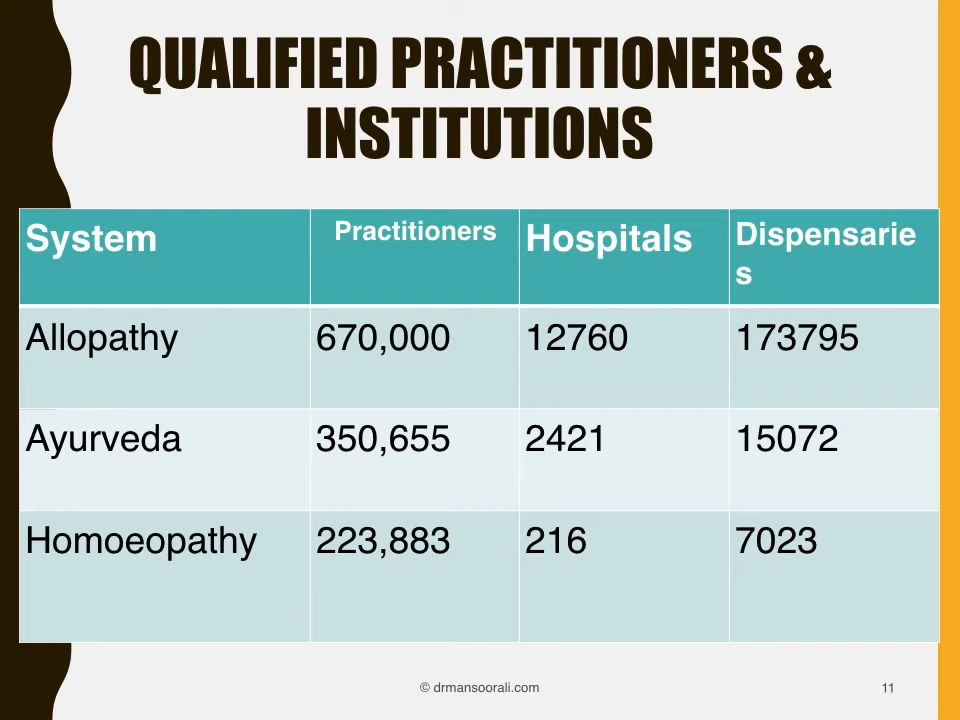 QUALIFIED PRACTITIONERS &
INSTITUTIONS
System Practitioners Hospitals Dispensarie
s
Allopathy 670,000 12760 173795
Ayurveda 350,655 2421 15072
Homoeopathy 223,883 216 7023
© drmansoorali.com 11